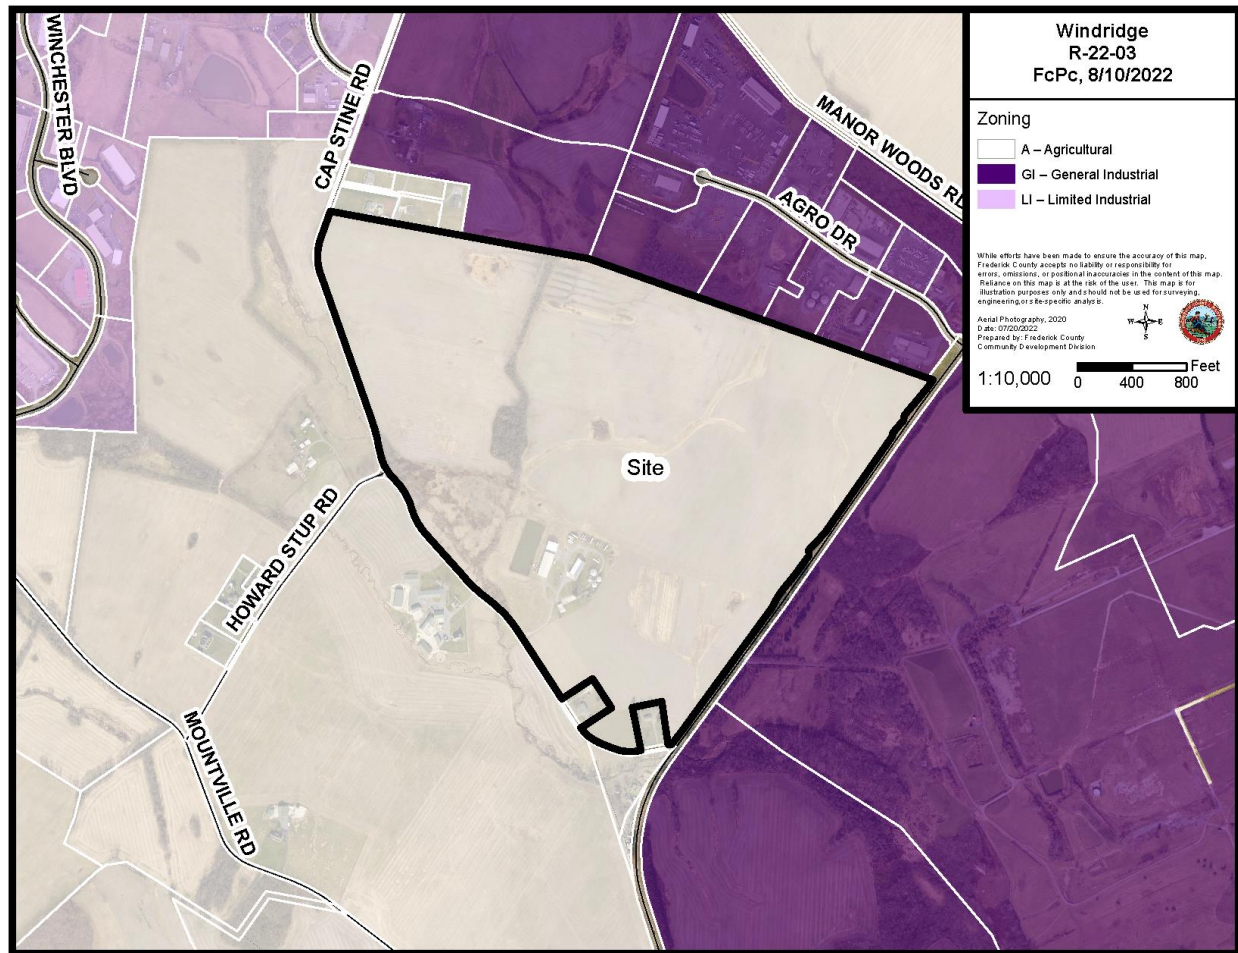 Windridge
R-22-03
FcPc, 8/10/2022
Zoning
A – Agricultural
GI – General Industrial
LI – Limited Industrial
While efforts have been made to ensure the accuracy of this map,
Frederick County accepts no liability or responsibility for
errors, omissions, or positional inaccuracies in the content of this map.
Reliance on this map is at the risk of the user. This map is for
illustration purposes only and should not be used for surveying,
engineering, or site-specific analysis.
Aerial Photography, 2020
Date: 07/20/2022
Prepared by: Frederick County
Community Development Division
N
W E
S
1:10,000
Feet
0 400 800
WINCHESTER BLVD
CAP STINE RD
MANOR WOODS RD
AGRO DR
Site
HOWARD STUP RD
MOUNTVILLE RD